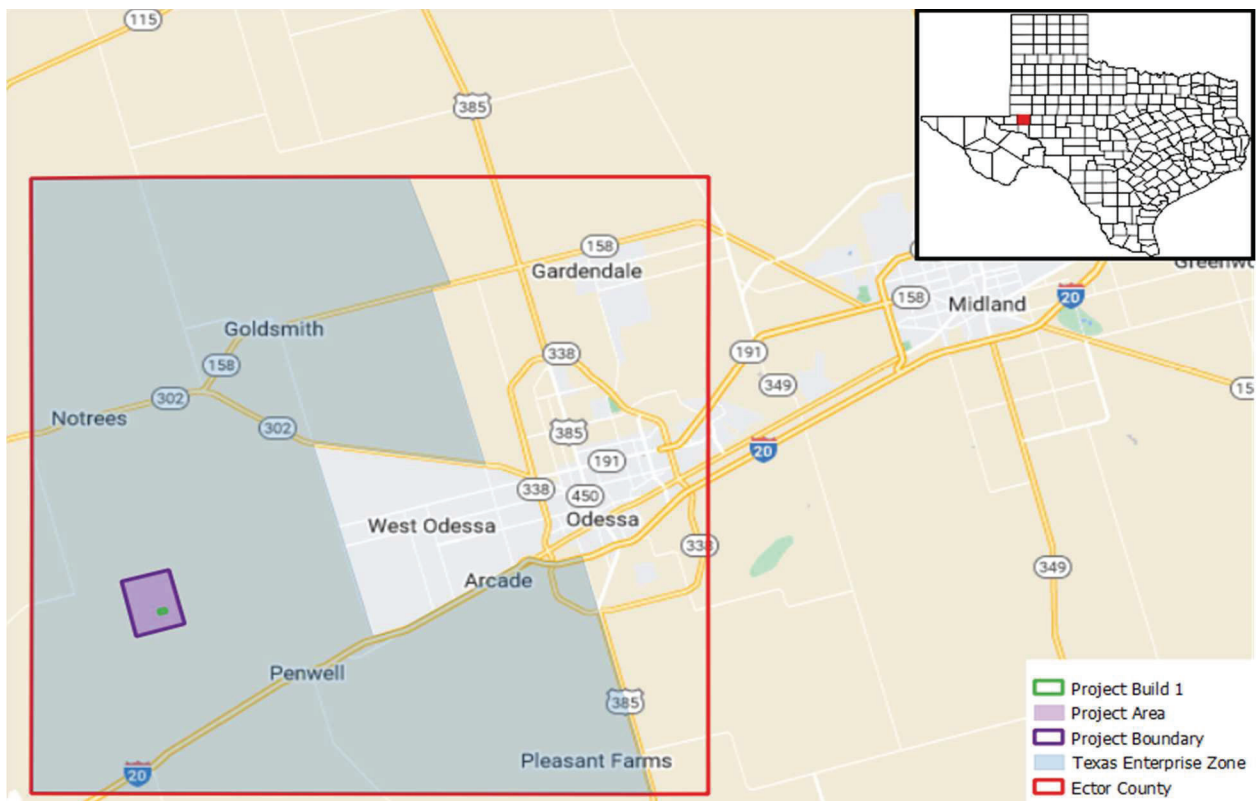 115
385
158
Gardendale
158
Midland
20
Goldsmith
338
191
349
158
302
Notrees
302
385
191
20
338
450
West Odessa
Odessa
338
Arcade
349
Penwell
385
Pleasant Farms
20
Project Build 1
Project Area
Project Boundary
Texas Enterprise Zone
Ector County